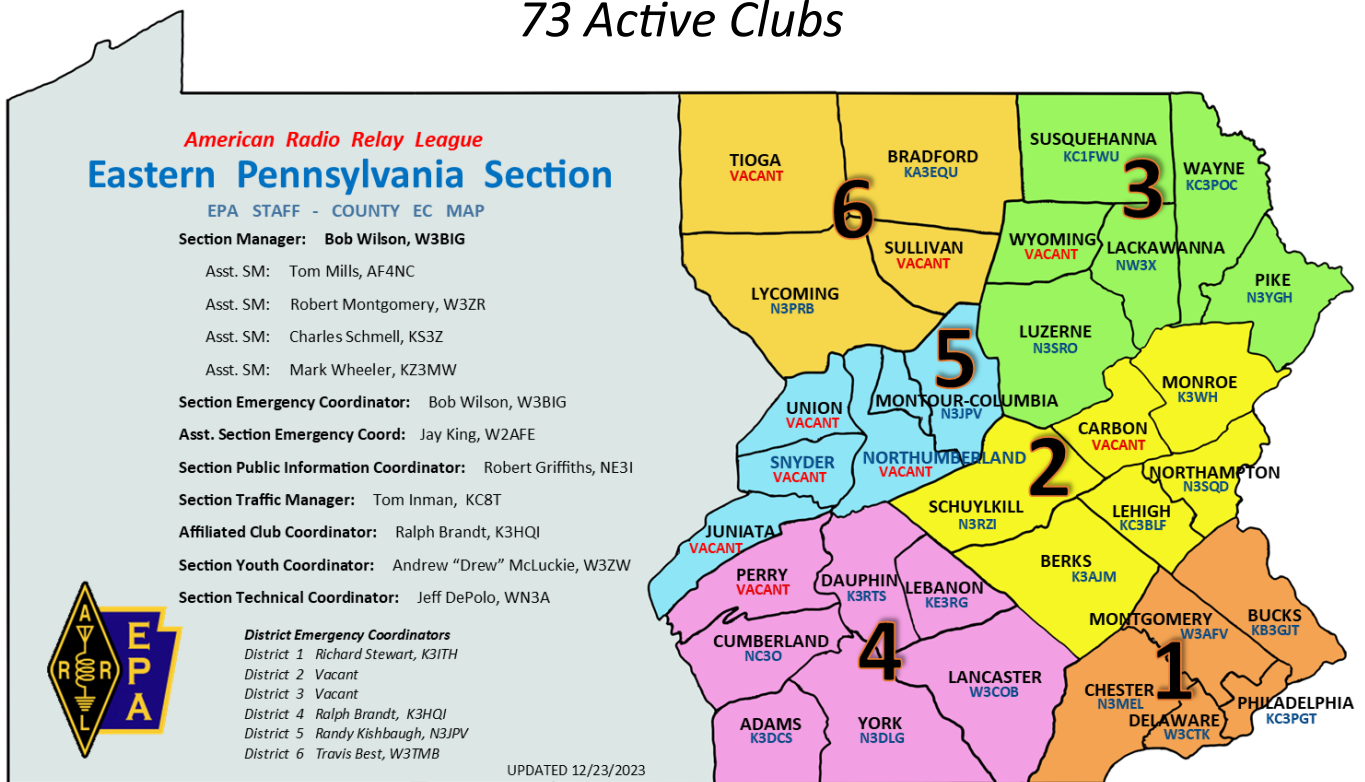 73 Active Clubs
American Radio Relay League
Eastern Pennsylvania Section
EPA STAFF - COUNTY EC MAP
Section Manager: Bob Wilson, W3BIG
Asst. SM: Tom Mills, AF4NC
Asst. SM: Robert Montgomery, W3ZR
Asst. SM: Charles Schmell, KS3Z
Asst. SM: Mark Wheeler, KZ3MW
Section Emergency Coordinator: Bob Wilson, W3BIG
Asst. Section Emergency Coord: Jay King, W2AFE
Section Public Information Coordinator: Robert Griffiths, NE3I
Section Traffic Manager: Tom Inman, KC8T
Affiliated Club Coordinator: Ralph Brandt, K3HQI
Section Youth Coordinator: Andrew “Drew” McLuckie, W3ZW
Section Technical Coordinator: Jeff DePolo, WN3A
District Emergency Coordinators
District 1 Richard Stewart, K3ITH
District 2 Vacant
District 3 Vacant
District 4 Ralph Brandt, K3HQI
District 5 Randy Kishbaugh, N3JPV
District 6 Travis Best, W3TMB
UPDATED 12/23/2023
A
R R
L
E
P
A
TIOGA
VACANT
BRADFORD
KA3EQU
6
SULLIVAN
VACANT
LYCOMING
N3PRB
SUSQUEHANNA
KC1FWU
3
WAYNE
KC3POC
WYOMING
VACANT
LACKAWANNA
NW3X
PIKE
N3YGH
LUZERNE
N3SRO
5
UNION
VACANT
MONTOUR-COLUMBIA
N3JPV
SNYDER
VACANT
NORTHUMBERLAND
VACANT
JUNIATA
VACANT
MONROE
K3WH
CARBON
VACANT
2
NORTHAMPTON
N3SQD
SCHUYLKILL
N3RZI
LEHIGH
KC3BLF
BERKS
K3AJM
PERRY
VACANT
DAUPHIN
K3RTS
LEBANON
KE3RG
CUMBERLAND
NC3O
4
LANCASTER
W3COB
ADAMS
K3DCS
YORK
N3DLG
MONTGOMERY
W3AFV
BUCKS
KB3GJT
1
CHESTER
N3MEL
DELAWARE
W3CTK
PHILADELPHIA
KC3PGT